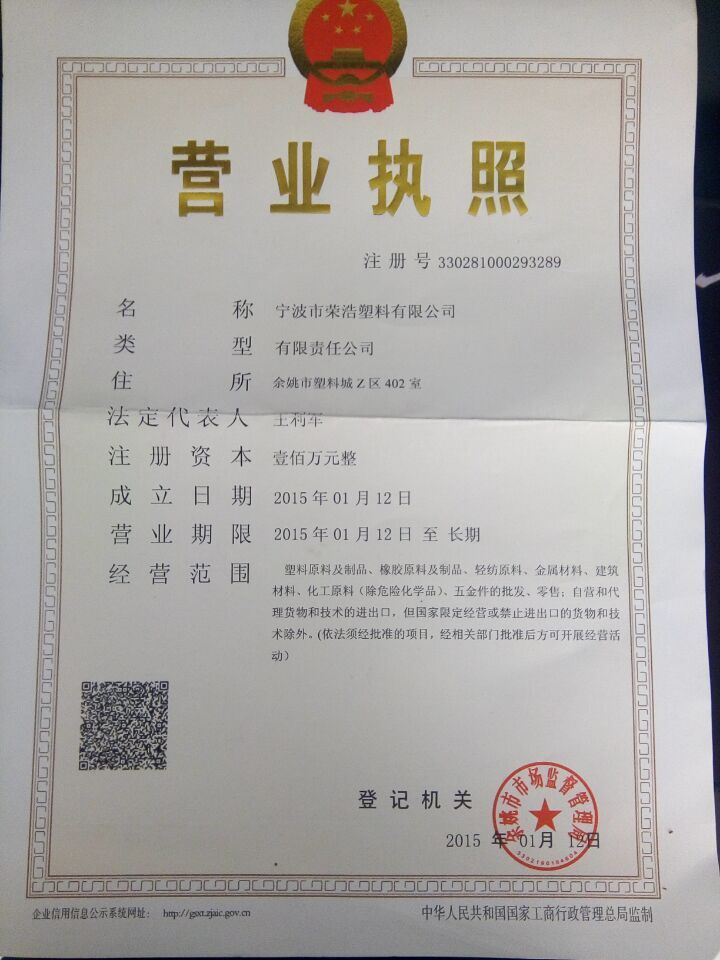 营业执照
注册号 330281000293289
名称 宁波市荣浩塑料有限公司
类型 有限责任公司
住所 余姚市塑料城Z区402室
法定代表人 王利军
注册资本 壹佰万元整
成立日期 2015年01月12日
营业期限 2015年01月12日至长期
经营范围 塑料原料及制品、橡胶原料及制品、轻纺原料、金属材料、建筑
材料、化工原料（除危险化学品）、五金件的批发、零售；自营和代
理货物和技术的进出口，但国家限定经营或禁止进出口的货物和技
术除外。(依法须经批准的项目，经相关部门批准后方可开展经营活
动）
登记机关
余姚市市场监督管理局
2015年01月12日
企业信用信息公示系统网址： http://gsxt.zjaic.gov.cn
中华人民共和国国家工商行政管理总局监制